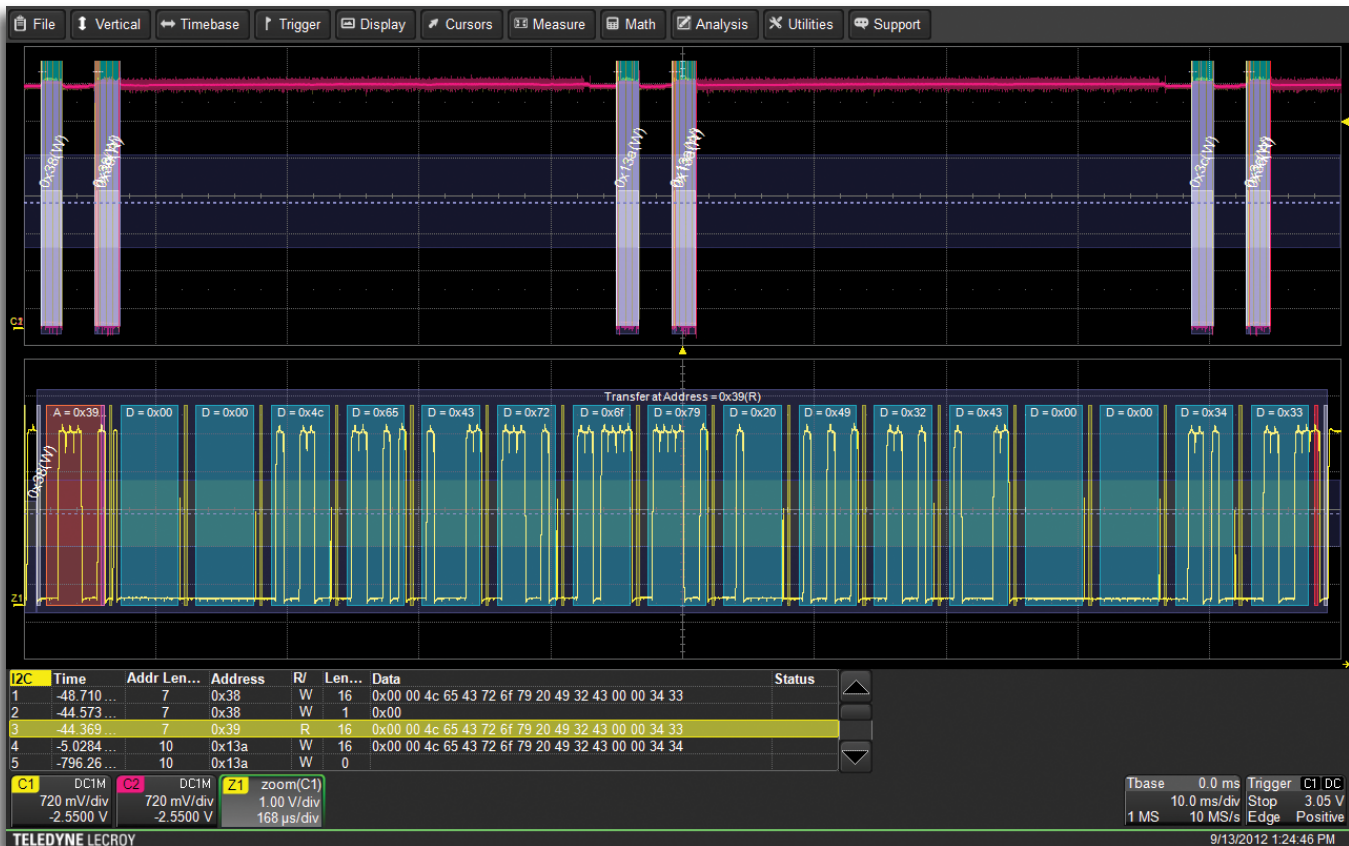 File Vertical Timebase Trigger Display Cursors Measure Math Analysis Utilities Support
0x38(W) 0x13a(W) 0x3c(W)
C1
Transfer at Address = 0x39(R)
A = 0x39... D = 0x00 D = 0x00 D = 0x4c D = 0x65 D = 0x43 D = 0x72 D = 0x6f D = 0x79 D = 0x20 D = 0x49 D = 0x32 D = 0x43 D = 0x00 D = 0x00 D = 0x34 D = 0x33
0x38(W)
Z1
I2C Time Addr Len... Address R/ Len... Data Status
1 -48.710 ... 7 0x38 W 16 0x00 00 4c 65 43 72 6f 79 20 49 32 43 00 00 34 33
2 -44.573 ... 7 0x38 W 1 0x00
3 -44.369 ... 7 0x39 R 16 0x00 00 4c 65 43 72 6f 79 20 49 32 43 00 00 34 33
4 -5.0284 ... 10 0x13a W 16 0x00 00 4c 65 43 72 6f 79 20 49 32 43 00 00 34 34
5 -796.26 ... 10 0x13a W 0
C1 DC1M C2 DC1M Z1 zoom(C1) Tbase 0.0 ms Trigger C1 DC
720 mV/div 720 mV/div 1.00 V/div 10.0 ms/div Stop 3.05 V
-2.5500 V -2.5500 V 168 µs/div 1 MS 10 MS/s Edge Positive
TELEDYNE LECROY 9/13/2012 1:24:46 PM